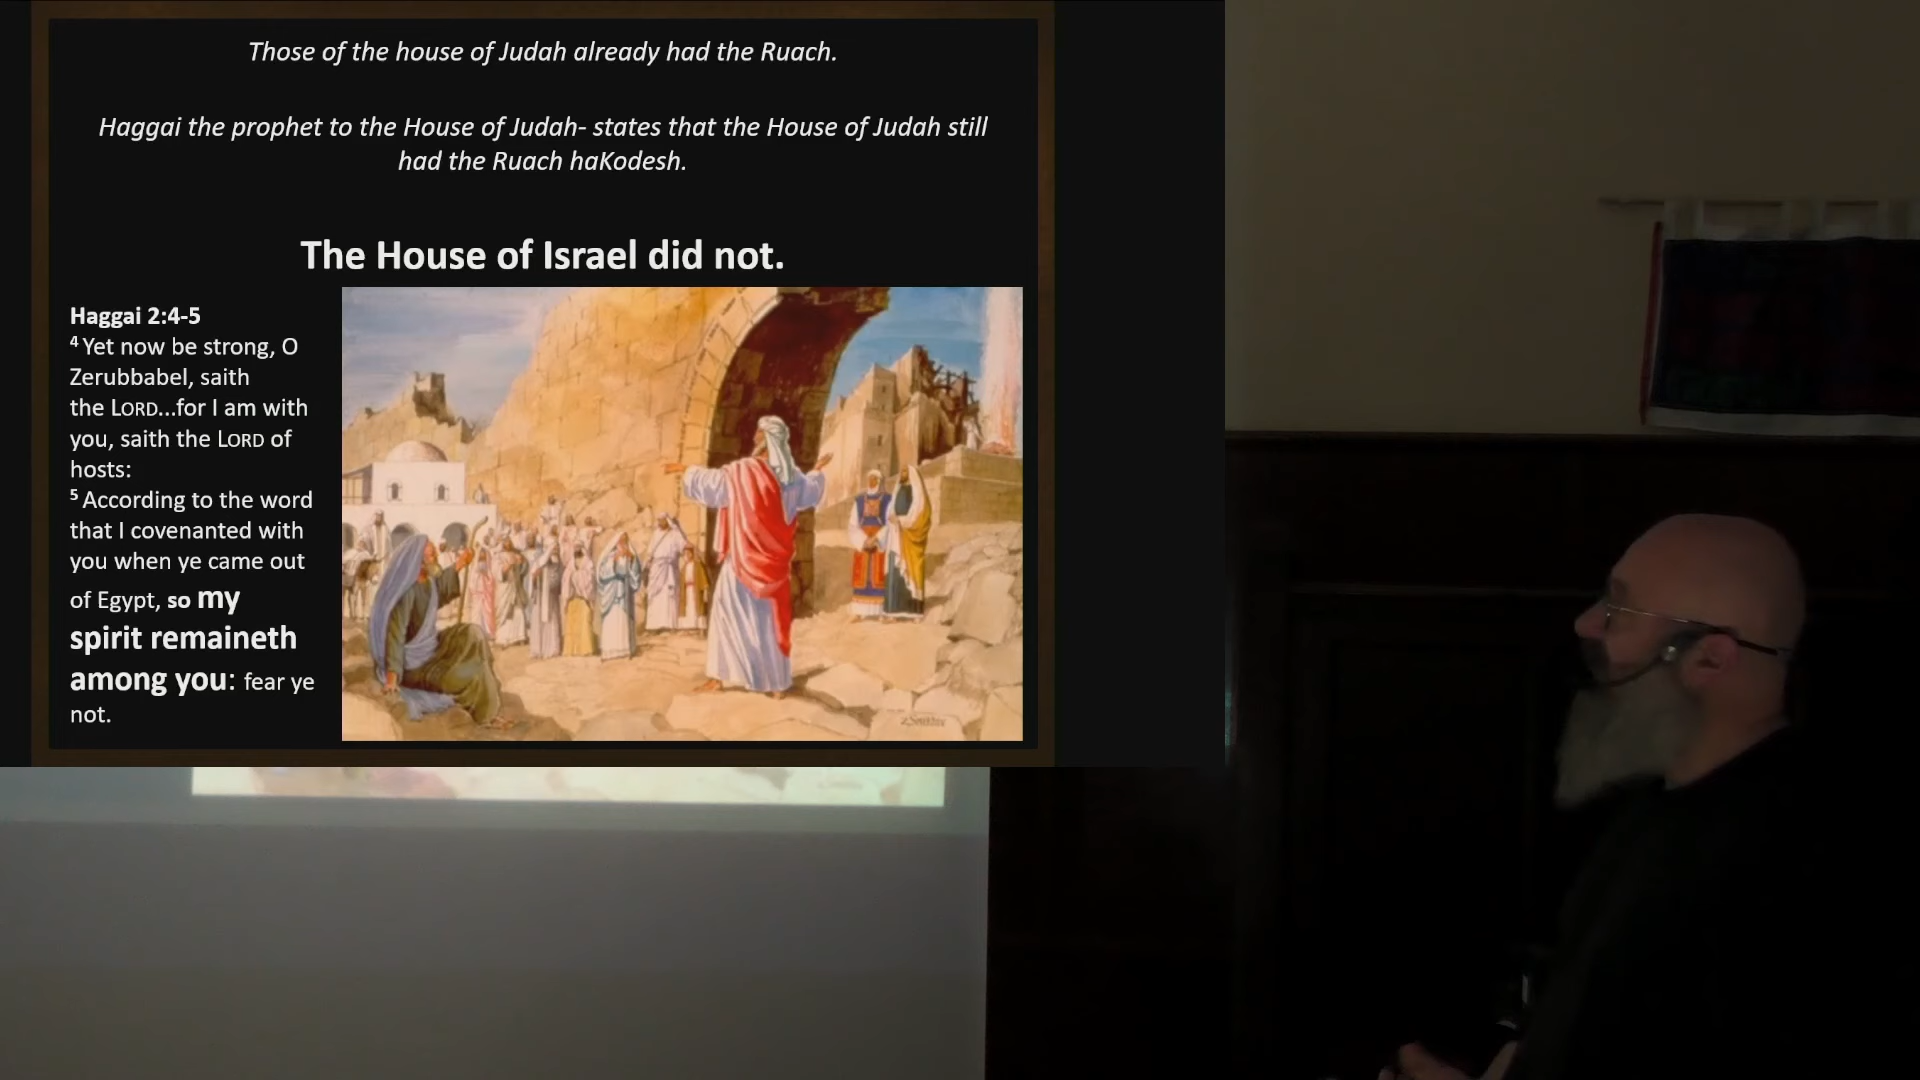 Those of the house of Judah already had the Ruach.
Haggai the prophet to the House of Judah- states that the House of Judah still
had the Ruach haKodesh.
The House of Israel did not.
Haggai 2:4-5
4 Yet now be strong, O
Zerubbabel, saith
the LORD...for I am with
you, saith the LORD of
hosts:
5 According to the word
that I covenanted with
you when ye came out
of Egypt, so my
spirit remaineth
among you: fear ye
not.